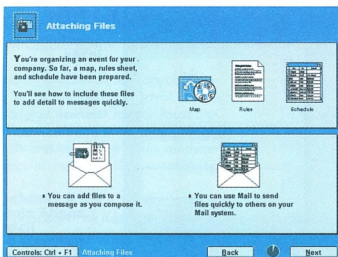 Attaching Files
You're organizing an event for your
company. So far, a map, rules sheet,
and schedule have been prepared.
You'll see how to include these files
to add detail to messages quickly.
Map Rules Schedule
▪ You can add files to a
message as you compose it.
▪ You can use Mail to send
files quickly to others on your
Mail system.
Controls: Ctrl + F1 Attaching Files Back Next